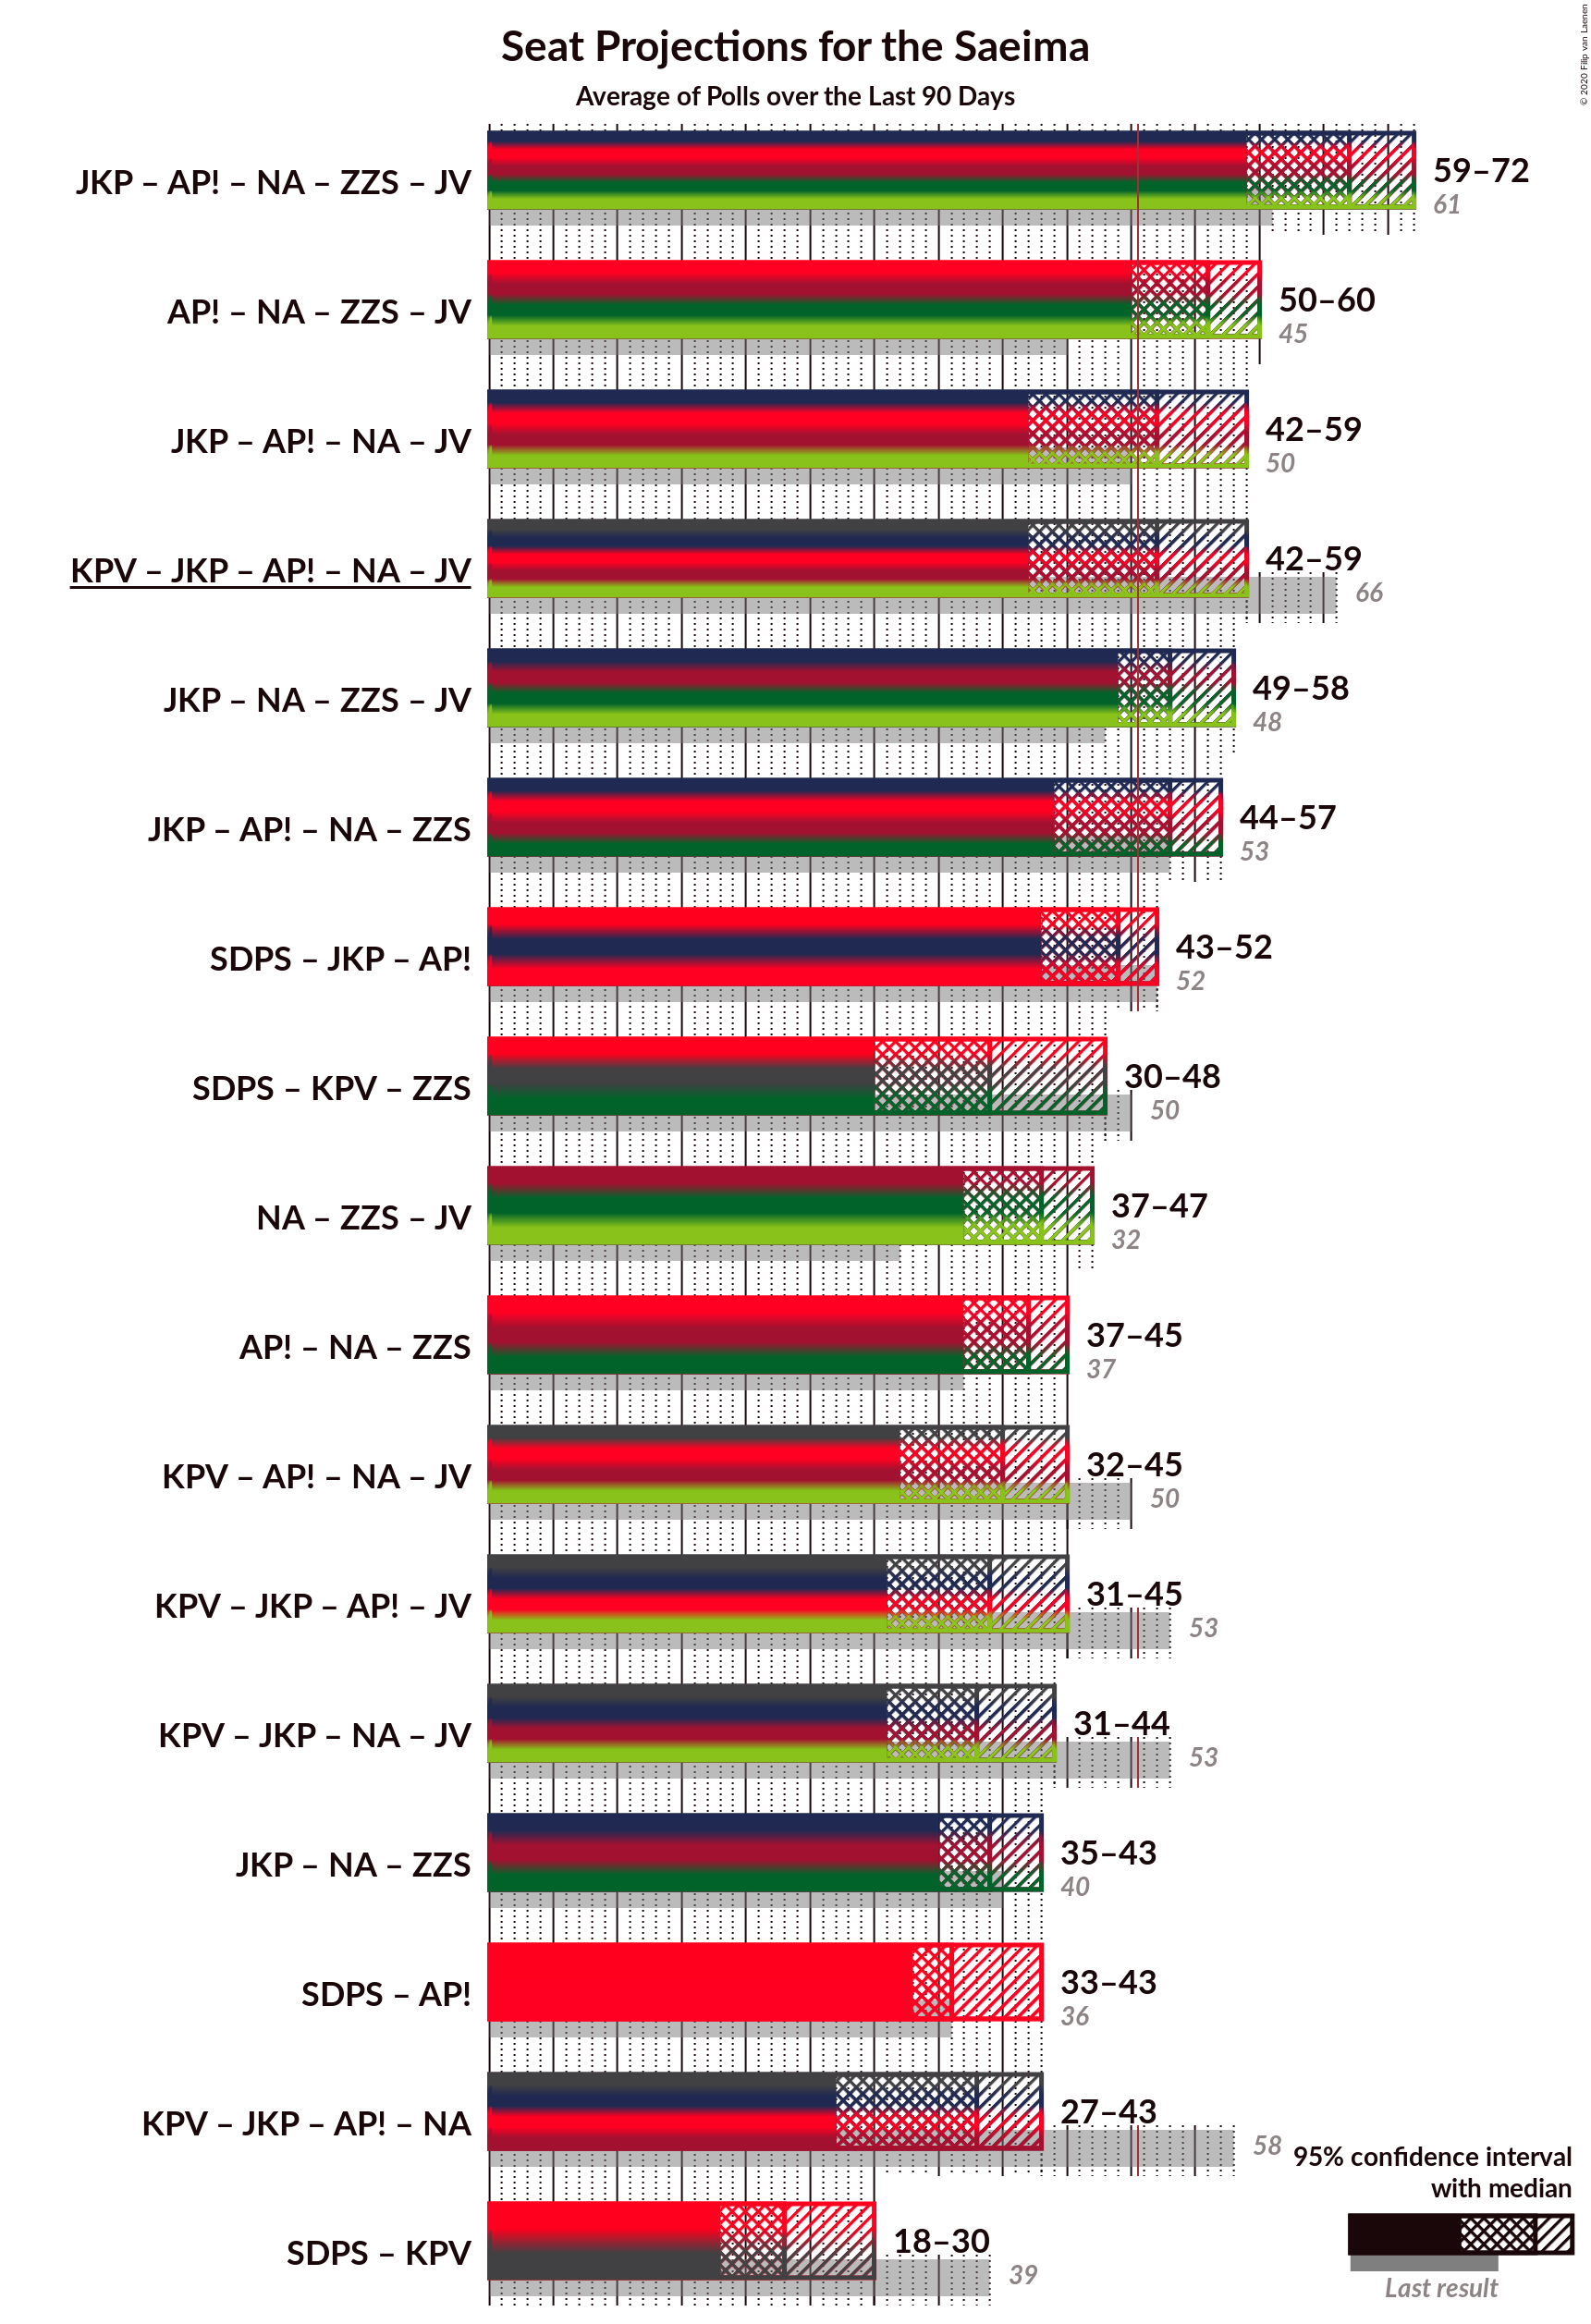 Seat Projections for the Saeima
Average of Polls over the Last 90 Days
© 2020 Filip van Laenen
JKP – AP! – NA – ZZS – JV
59–72
61
AP! – NA – ZZS – JV
50–60
45
JKP – AP! – NA – JV
42–59
50
KPV – JKP – AP! – NA – JV
42–59
66
JKP – NA – ZZS – JV
49–58
48
JKP – AP! – NA – ZZS
44–57
53
SDPS – JKP – AP!
43–52
52
SDPS – KPV – ZZS
30–48
50
NA – ZZS – JV
37–47
32
AP! – NA – ZZS
37–45
37
KPV – AP! – NA – JV
32–45
50
KPV – JKP – AP! – JV
31–45
53
KPV – JKP – NA – JV
31–44
53
JKP – NA – ZZS
35–43
40
SDPS – AP!
33–43
36
KPV – JKP – AP! – NA
27–43
58
SDPS – KPV
18–30
39
95% confidence interval
with median
Last result